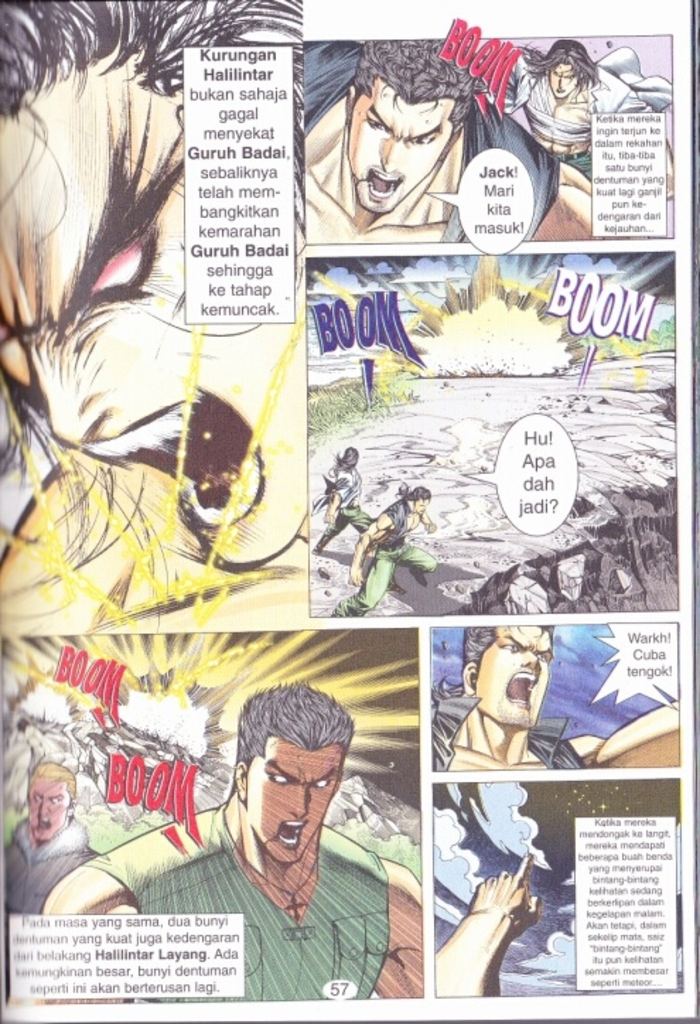 Kurungan
Halilintar
bukan sahaja
gagal
menyekat
Guruh Badai,
sebaliknya
telah mem-
bangkitkan
kemarahan
Guruh Badai
sehingga
ke tahap
kemuncak.
BOOM
Jack!
Mari
kita
masuk!
Ketika mereka
ingin terjun ke
dalam rekahan
itu, tiba-tiba
satu bunyi
dentuman yang
kuat lagi ganjil
pun ke-
dengaran dari
kejauhan...
BOOM!
BOOM!
Hu!
Apa
dah
jadi?
BOOM!
BOOM!
Pada masa yang sama, dua bunyi
dentuman yang kuat juga kedengaran
dari belakang Halilintar Layang. Ada
kemungkinan besar, bunyi dentuman
seperti ini akan berterusan lagi.
Warkh!
Cuba
tengok!
Ketika mereka
mendongak ke langit,
mereka mendapati
beberapa buah benda
yang menyerupai
bintang-bintang
kelihatan sedang
berkerlipan dalam
kegelapan malam.
Akan tetapi, dalam
sekelip mata, saiz
"bintang-bintang"
itu pun kelihatan
semakin membesar
seperti meteor....
57